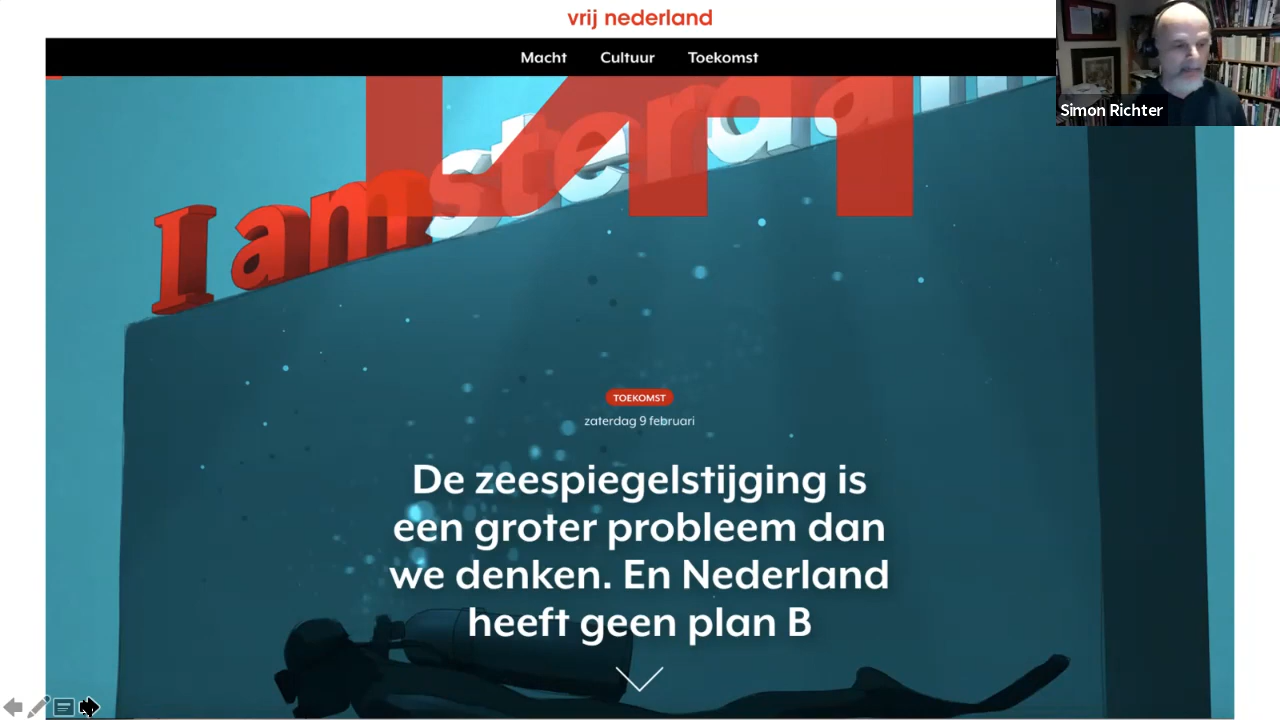 vrij nederland
Macht Cultuur Toekomst
Simon Richter
I amsterdam
TOEKOMST
zaterdag 9 februari
De zeespiegelstijging is
een groter probleem dan
we denken. En Nederland
heeft geen plan B